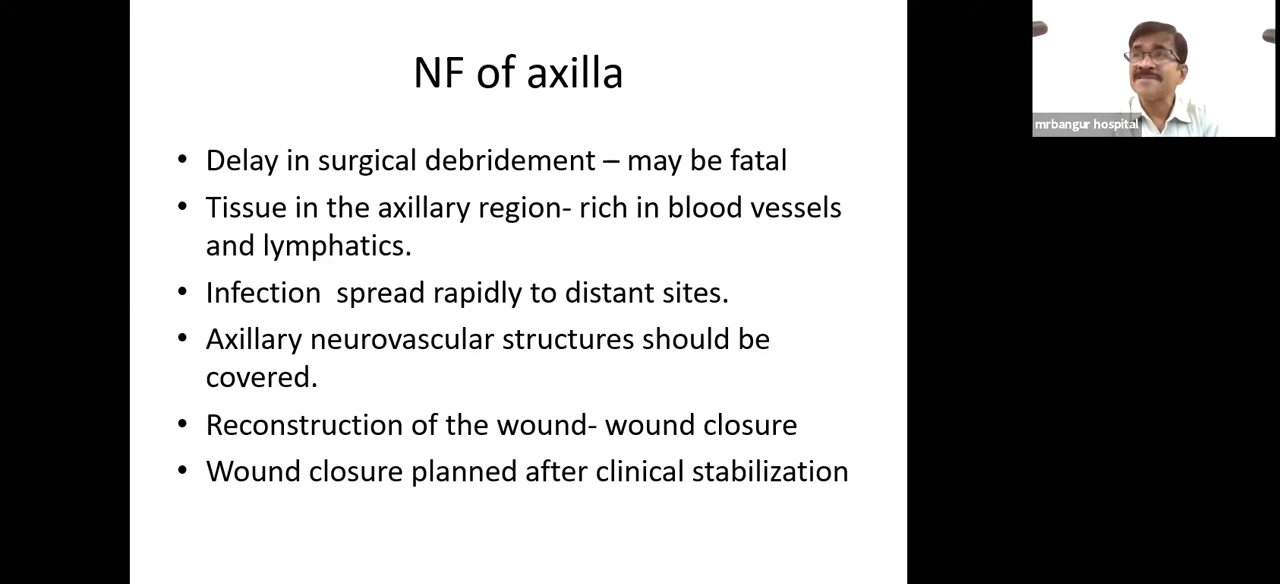 NF of axilla
• Delay in surgical debridement – may be fatal
• Tissue in the axillary region- rich in blood vessels
and lymphatics.
• Infection  spread rapidly to distant sites.
• Axillary neurovascular structures should be
covered.
• Reconstruction of the wound- wound closure
• Wound closure planned after clinical stabilization
mrbangur hospital